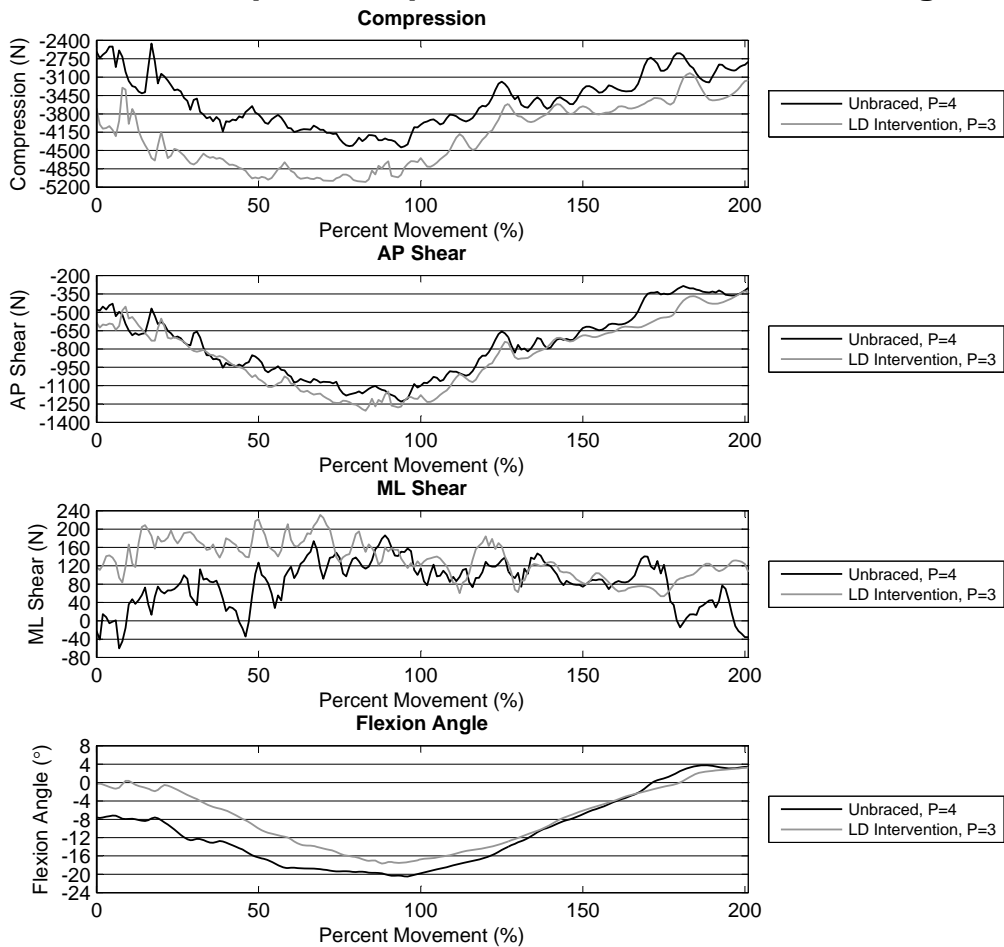 Compression
Compression (N)
-2400
-2750
-3100
-3450
-3800
-4150
-4500
-4850
-5200
0 50 100 150 200
Percent Movement (%)
Unbraced, P=4
LD Intervention, P=3
AP Shear
AP Shear (N)
-200
-350
-500
-650
-800
-950
-1100
-1250
-1400
0 50 100 150 200
Percent Movement (%)
Unbraced, P=4
LD Intervention, P=3
ML Shear
ML Shear (N)
240
200
160
120
80
40
0
-40
-80
0 50 100 150 200
Percent Movement (%)
Unbraced, P=4
LD Intervention, P=3
Flexion Angle
Flexion Angle (°)
8
4
0
-4
-8
-12
-16
-20
-24
0 50 100 150 200
Percent Movement (%)
Unbraced, P=4
LD Intervention, P=3